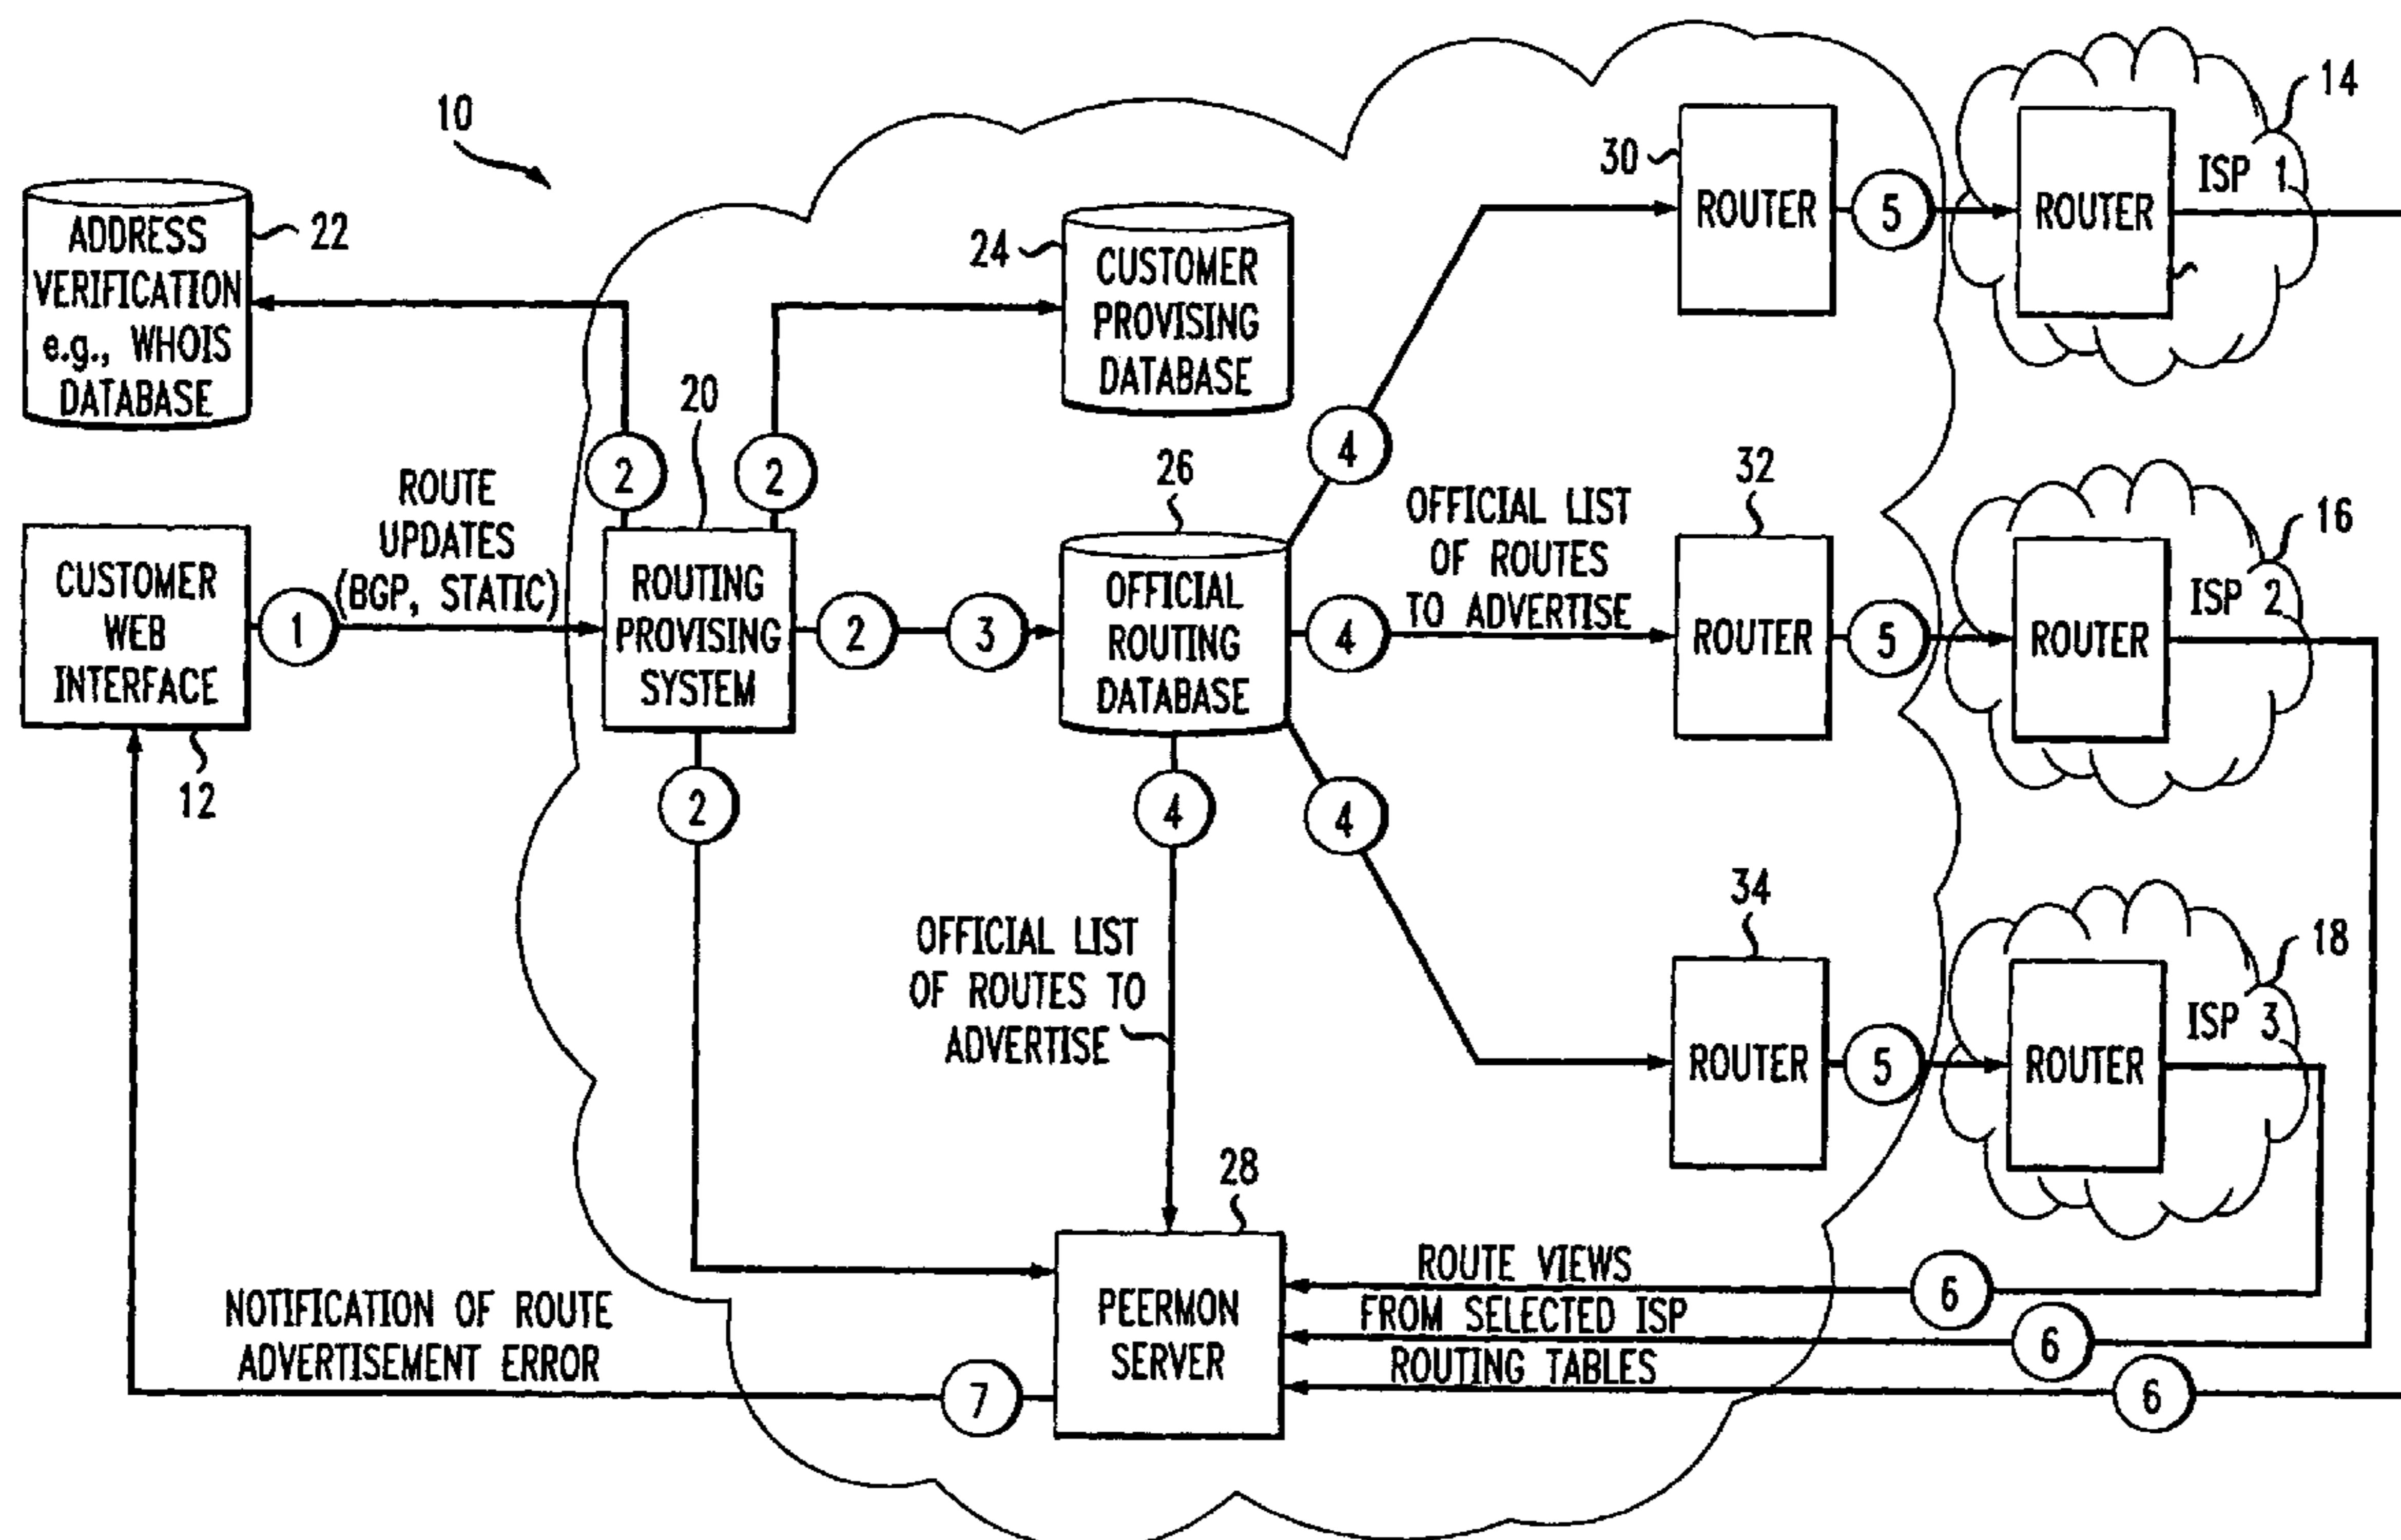 10
14
ADDRESS
VERIFICATION
e.g., WHOIS
DATABASE
22
24
CUSTOMER
PROVISING
DATABASE
30
ROUTER
5
ROUTER
ISP 1
20
2
2
4
ROUTE
UPDATES
(BGP, STATIC)
CUSTOMER
WEB
INTERFACE
12
1
ROUTING
PROVISING
SYSTEM
2
3
26
OFFICIAL
ROUTING
DATABASE
4
OFFICIAL LIST
OF ROUTES
TO ADVERTISE
32
ROUTER
5
ROUTER
ISP 2
16
2
4
4
OFFICIAL LIST
OF ROUTES TO
ADVERTISE
34
ROUTER
5
ROUTER
ISP 3
18
28
PEERMON
SERVER
ROUTE VIEWS
FROM SELECTED ISP
ROUTING TABLES
6
6
6
NOTIFICATION OF ROUTE
ADVERTISEMENT ERROR
7